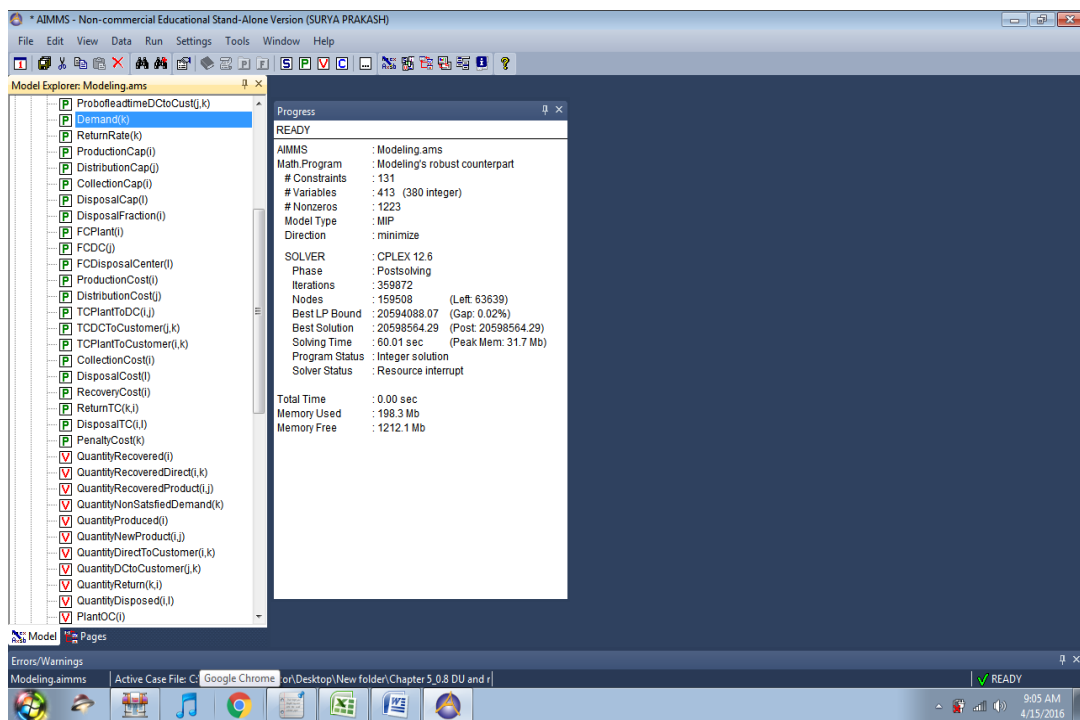 * AIMMS - Non-commercial Educational Stand-Alone Version (SURYA PRAKASH)
File Edit View Data Run Settings Tools Window Help
Model Explorer: Modeling.ams
ProbofleadtimeDCtoCust(j,k)
Demand(k)
ReturnRate(k)
ProductionCap(i)
DistributionCap(j)
CollectionCap(i)
DisposalCap(l)
DisposalFraction(i)
FCPlant(i)
FCDC(j)
FCDisposalCenter(l)
ProductionCost(i)
DistributionCost(j)
TCPlantToDC(i,j)
TCDCToCustomer(j,k)
TCPlantToCustomer(i,k)
CollectionCost(i)
DisposalCost(l)
RecoveryCost(i)
ReturnTC(k,i)
DisposalTC(i,l)
PenaltyCost(k)
QuantityRecovered(i)
QuantityRecoveredDirect(i,k)
QuantityRecoveredProduct(i,j)
QuantityNonSatsfiedDemand(k)
QuantityProduced(i)
QuantityNewProduct(i,j)
QuantityDirectToCustomer(i,k)
QuantityDCtoCustomer(j,k)
QuantityReturn(k,i)
QuantityDisposed(i,l)
PlantOC(i)
Model Pages
Progress
READY
AIMMS : Modeling.ams
Math.Program : Modeling's robust counterpart
# Constraints : 131
# Variables : 413 (380 integer)
# Nonzeros : 1223
Model Type : MIP
Direction : minimize
SOLVER : CPLEX 12.6
Phase : Postsolving
Iterations : 359872
Nodes : 159508 (Left: 63639)
Best LP Bound : 20594088.07 (Gap: 0.02%)
Best Solution : 20598564.29 (Post: 20598564.29)
Solving Time : 60.01 sec (Peak Mem: 31.7 Mb)
Program Status : Integer solution
Solver Status : Resource interrupt
Total Time : 0.00 sec
Memory Used : 198.3 Mb
Memory Free : 1212.1 Mb
Errors/Warnings
Modeling.aimms Active Case File: C: Google Chrome or\Desktop\New folder\Chapter 5_0.8 DU and r READY
9:05 AM
4/15/2016